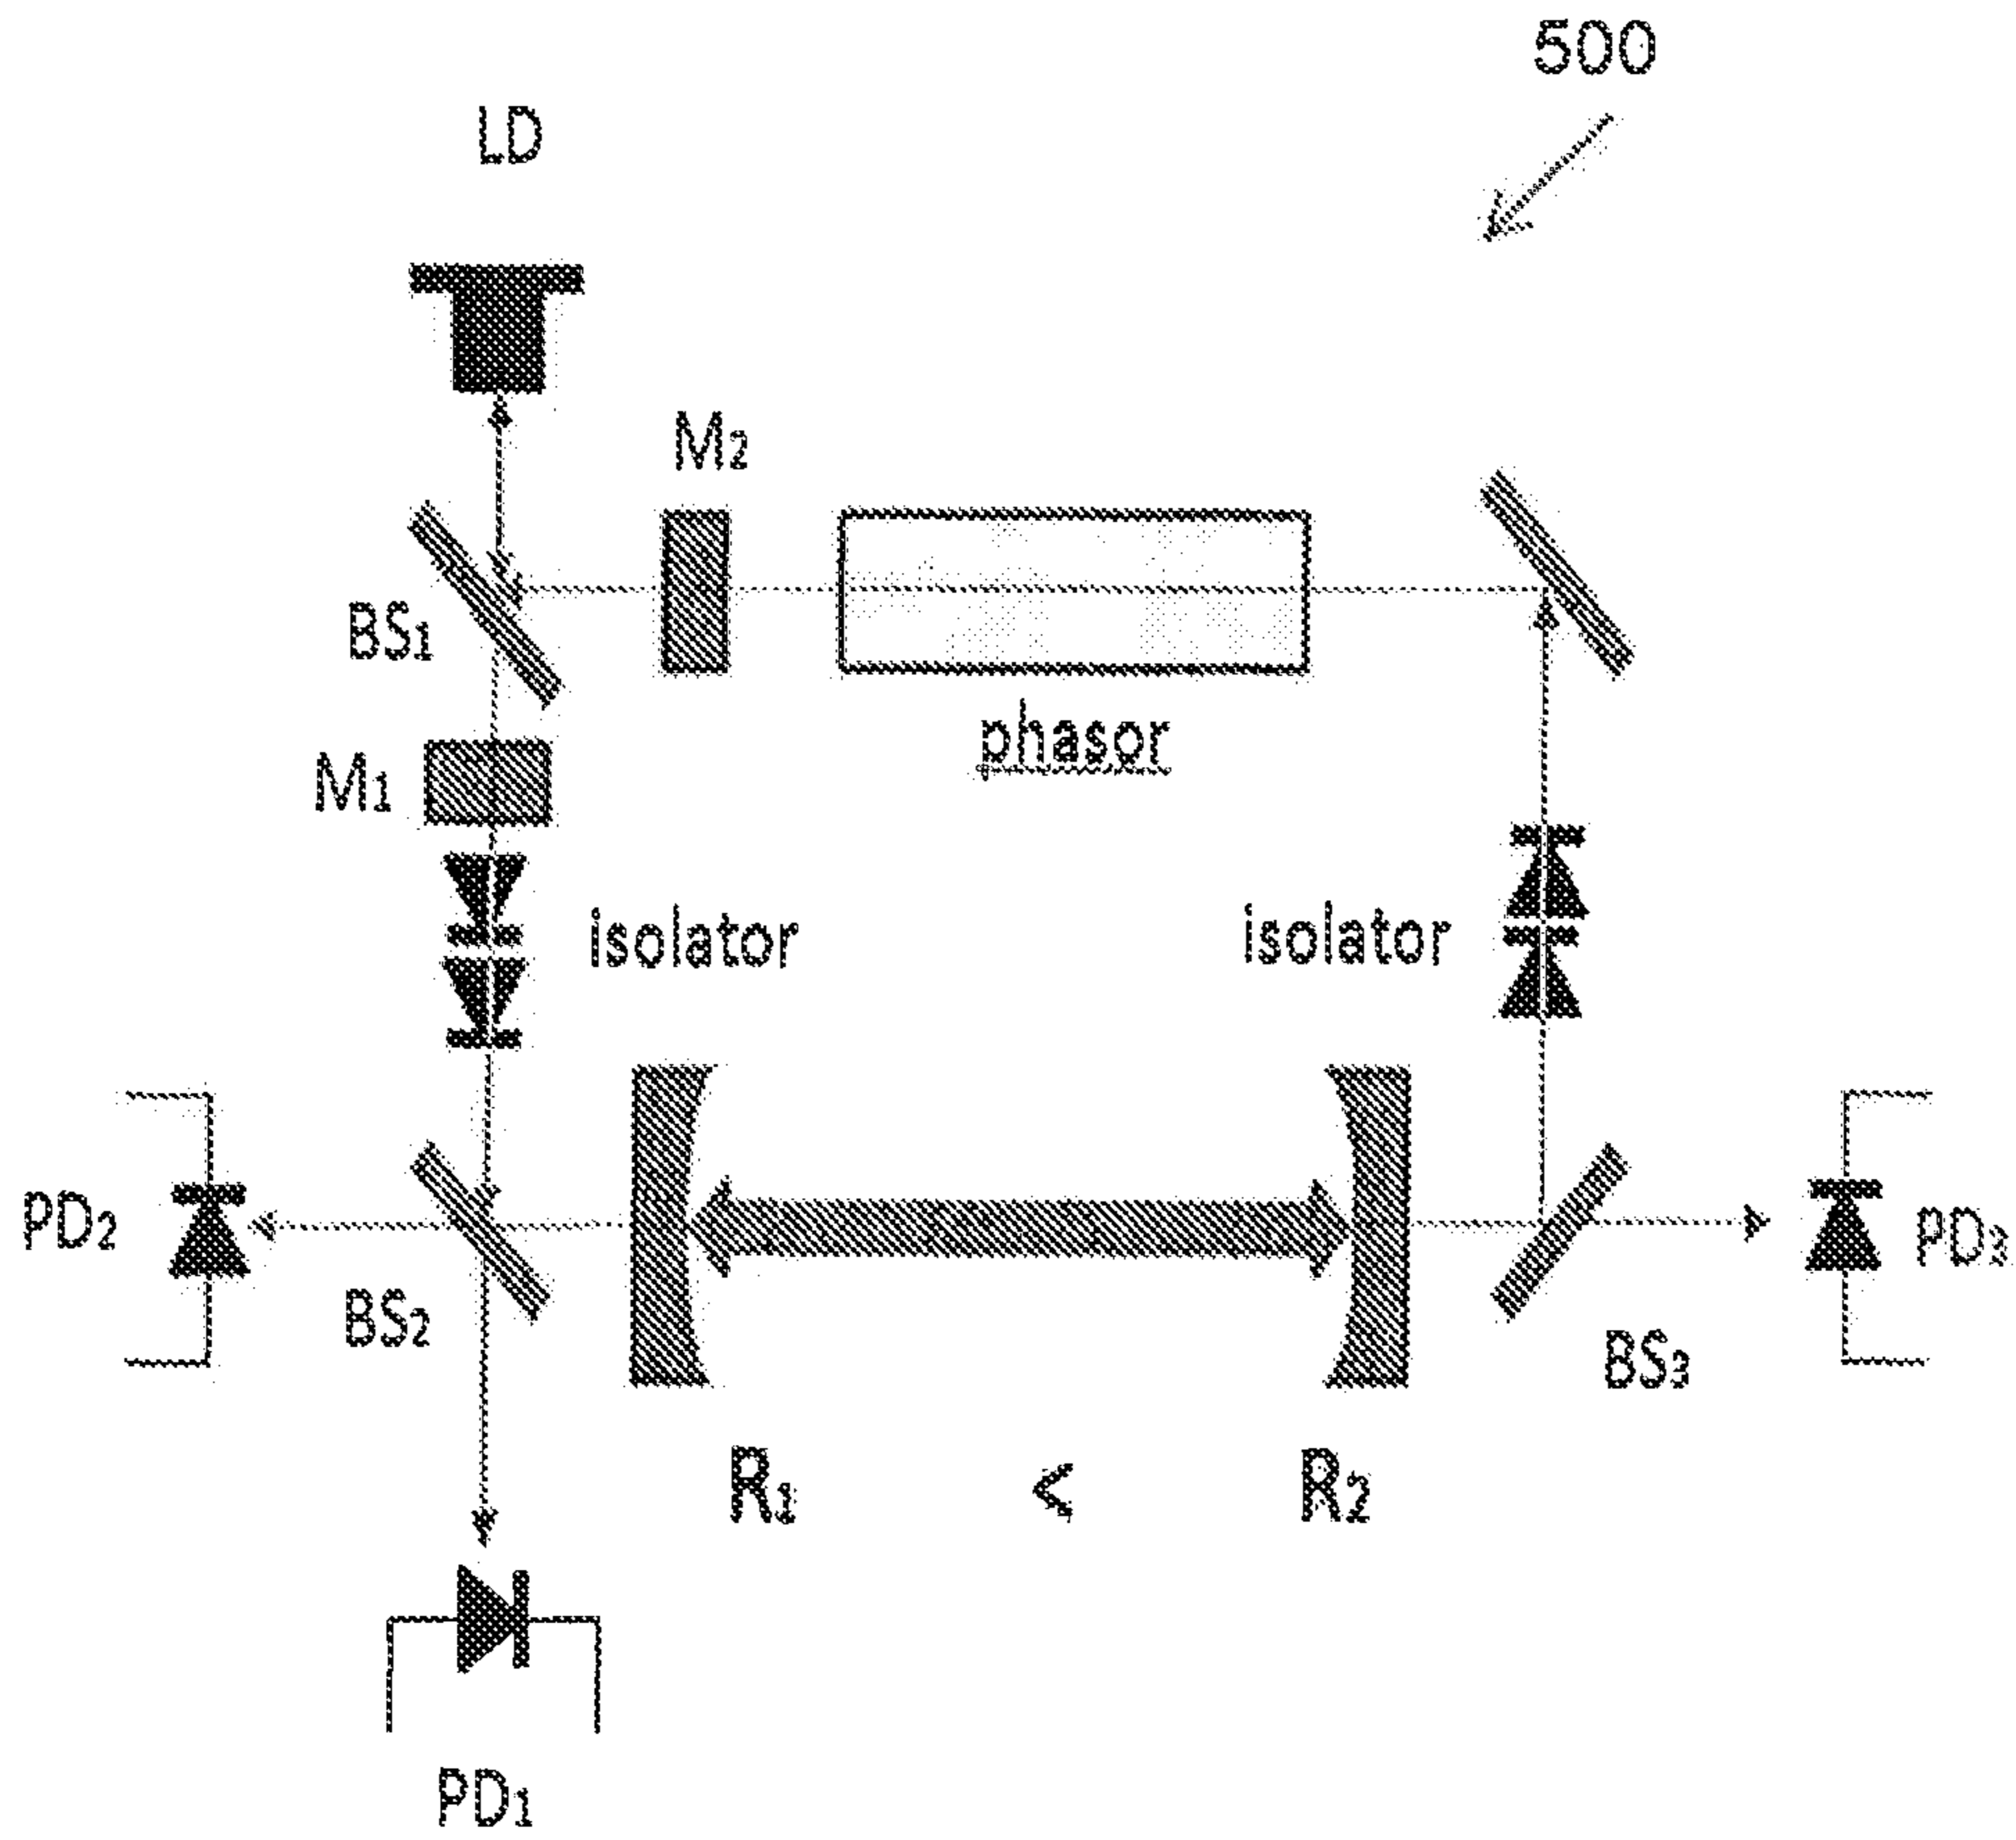 500
LD
M2
BS1
phasor
M1
isolator
isolator
PD2
PD3
BS2
BS3
R1 < R2
PD1